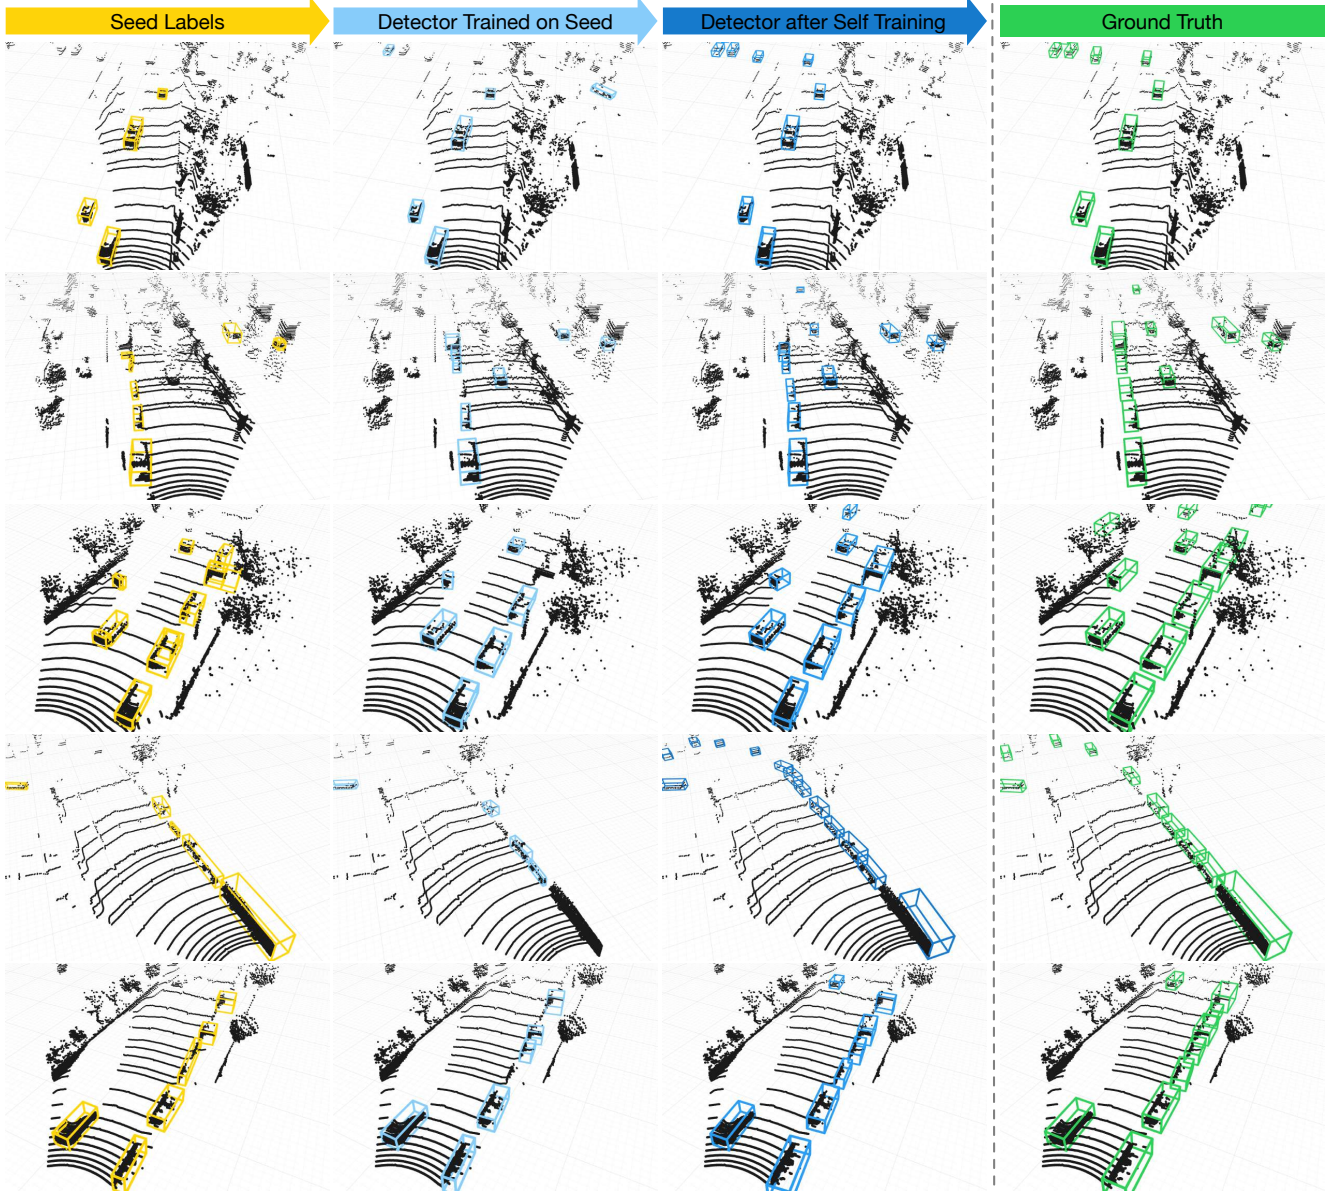 Seed Labels
Detector Trained on Seed
Detector after Self Training
Ground Truth